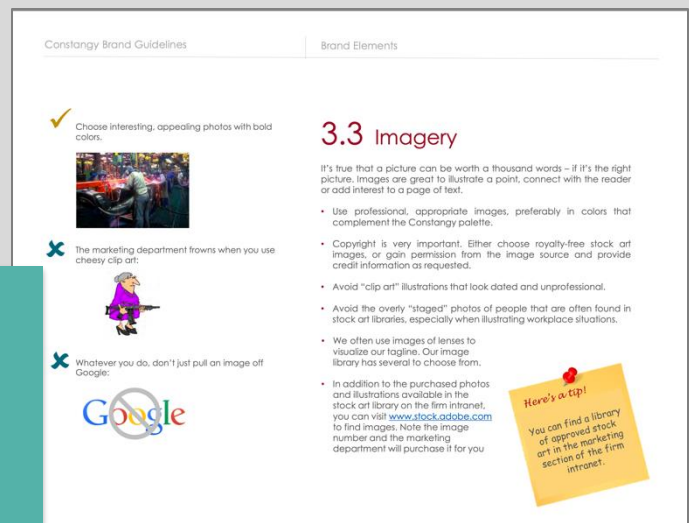 Constangy Brand Guidelines
Brand Elements
Choose interesting, appealing photos with bold
colors.
The marketing department frowns when you use
cheesy clip art:
Whatever you do, don't just pull an image off
Google:
Google
3.3 Imagery
It's true that a picture can be worth a thousand words – if it's the right
picture. Images are great to illustrate a point, connect with the reader
or add interest to a page of text.
• Use professional, appropriate images, preferably in colors that
complement the Constangy palette.
• Copyright is very important. Either choose royalty-free stock art
images, or gain permission from the image source and provide
credit information as requested.
• Avoid "clip art" illustrations that look dated and unprofessional.
• Avoid the overly "staged" photos of people that are often found in
stock art libraries, especially when illustrating workplace situations.
• We often use images of lenses to
visualize our tagline. Our image
library has several to choose from.
• In addition to the purchased photos
and illustrations available in the
stock art library on the firm intranet,
you can visit www.stock.adobe.com
to find images. Note the image
number and the marketing
department will purchase it for you
Here's a tip!
You can find a library
of approved stock
art in the marketing
section of the firm
intranet.